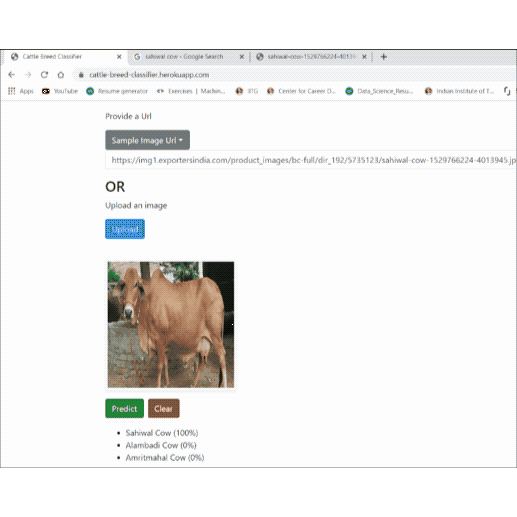 Cattle Breed Classifier
sahiwal cow - Google Search
sahiwal-cow-1529766224-40139
cattle-breed-classifier.herokuapp.com
Apps YouTube Resume generator Exercises | Machin... IITG Center for Career D... Data_Science_Resu... Indian Institute of T...
Provide a Url
Sample Image Url
https://img1.exportersindia.com/product_images/bc-full/dir_192/5735123/sahiwal-cow-1529766224-4013945.jp
OR
Upload an image
Upload
Predict Clear
Sahiwal Cow (100%)
Alambadi Cow (0%)
Amritmahal Cow (0%)